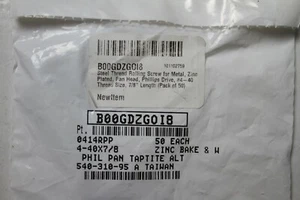 B00GDZGOI8
Steel Thread Rolling Screw for Metal, Zinc
Plated, Pan Head, Phillips Drive, #4-40
Thread Size, 7/8" Length (Pack of 50)
NewItem
B00GDZGOI8
Pt.
0414RPP 50 EACH
4-40X7/8 ZINC BAKE & W
PHIL PAN TAPTITE ALT
540-310-95 A TAIWAN